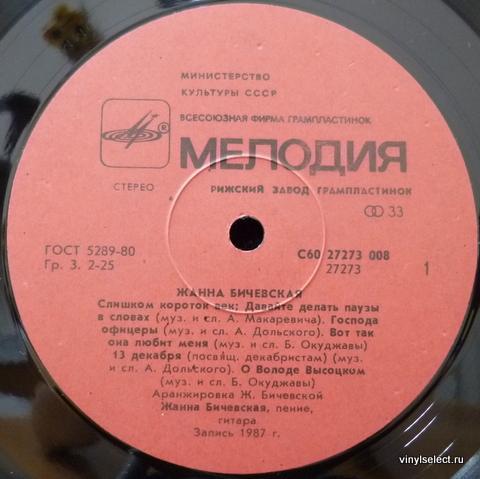 МИНИСТЕРСТВО
КУЛЬТУРЫ СССР
ВСЕСОЮЗНАЯ ФИРМА ГРАМПЛАСТИНОК
МЕЛОДИЯ
СТЕРЕО
РИЖСКИЙ ЗАВОД ГРАМПЛАСТИНОК
33
ГОСТ 5289-80
Гр. 3. 2-25
С60 27273 008
27273
1
ЖАННА БИЧЕВСКАЯ
Слишком короток век; Давайте делать паузы
в словах (муз. и сл. А. Макаревича). Господа
офицеры (муз. и сл. А. Дольского). Вот так
она любит меня (муз. и сл. Б. Окуджавы)
13 декабря (посвящ. декабристам) (муз.
и сл. А. Дольского). О Володе Высоцком
(муз. и сл. Б. Окуджавы)
Аранжировка Ж. Бичевской
Жанна Бичевская, пение,
гитара
Запись 1987 г.
vinylselect.ru